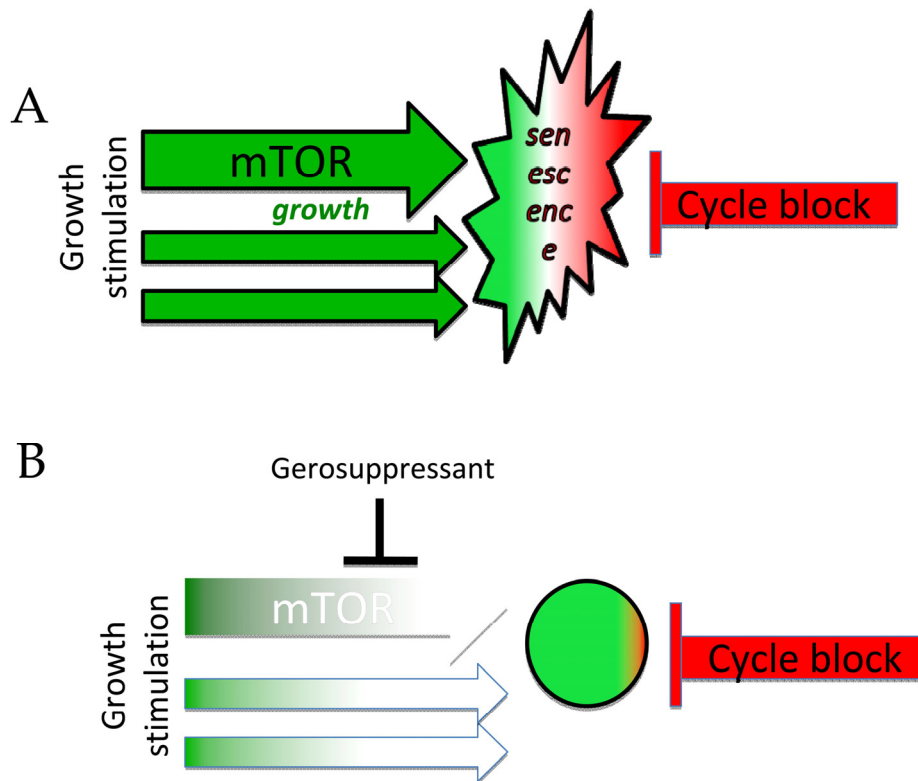 A
Growth
stimulation
mTOR
growth
sen
esc
enc
e
Cycle block
B
Gerosuppressant
Growth
stimulation
mTOR
Cycle block